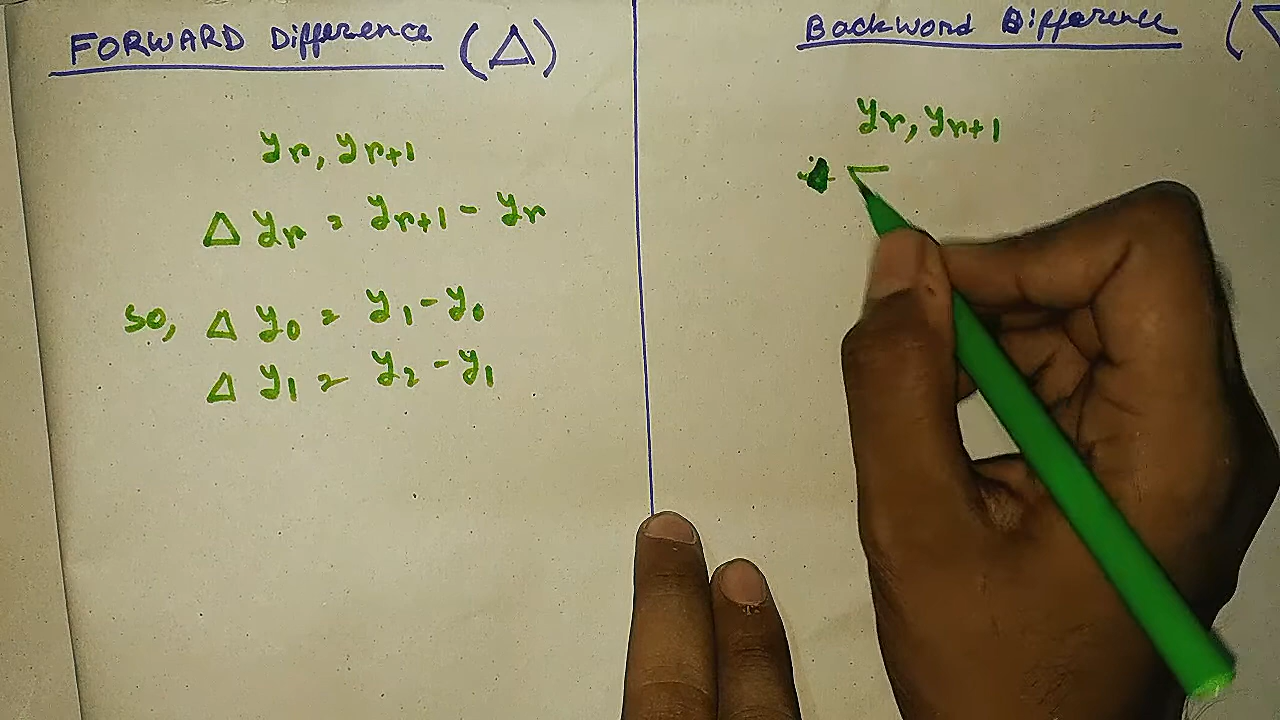 FORWARD Difference (Δ)
yr, yr+1
Δ yr = yr+1 - yr
SO, Δ y0 = y1 - y0
Δ y1 = y2 - y1
Backword Difference (∇
yr, yr+1